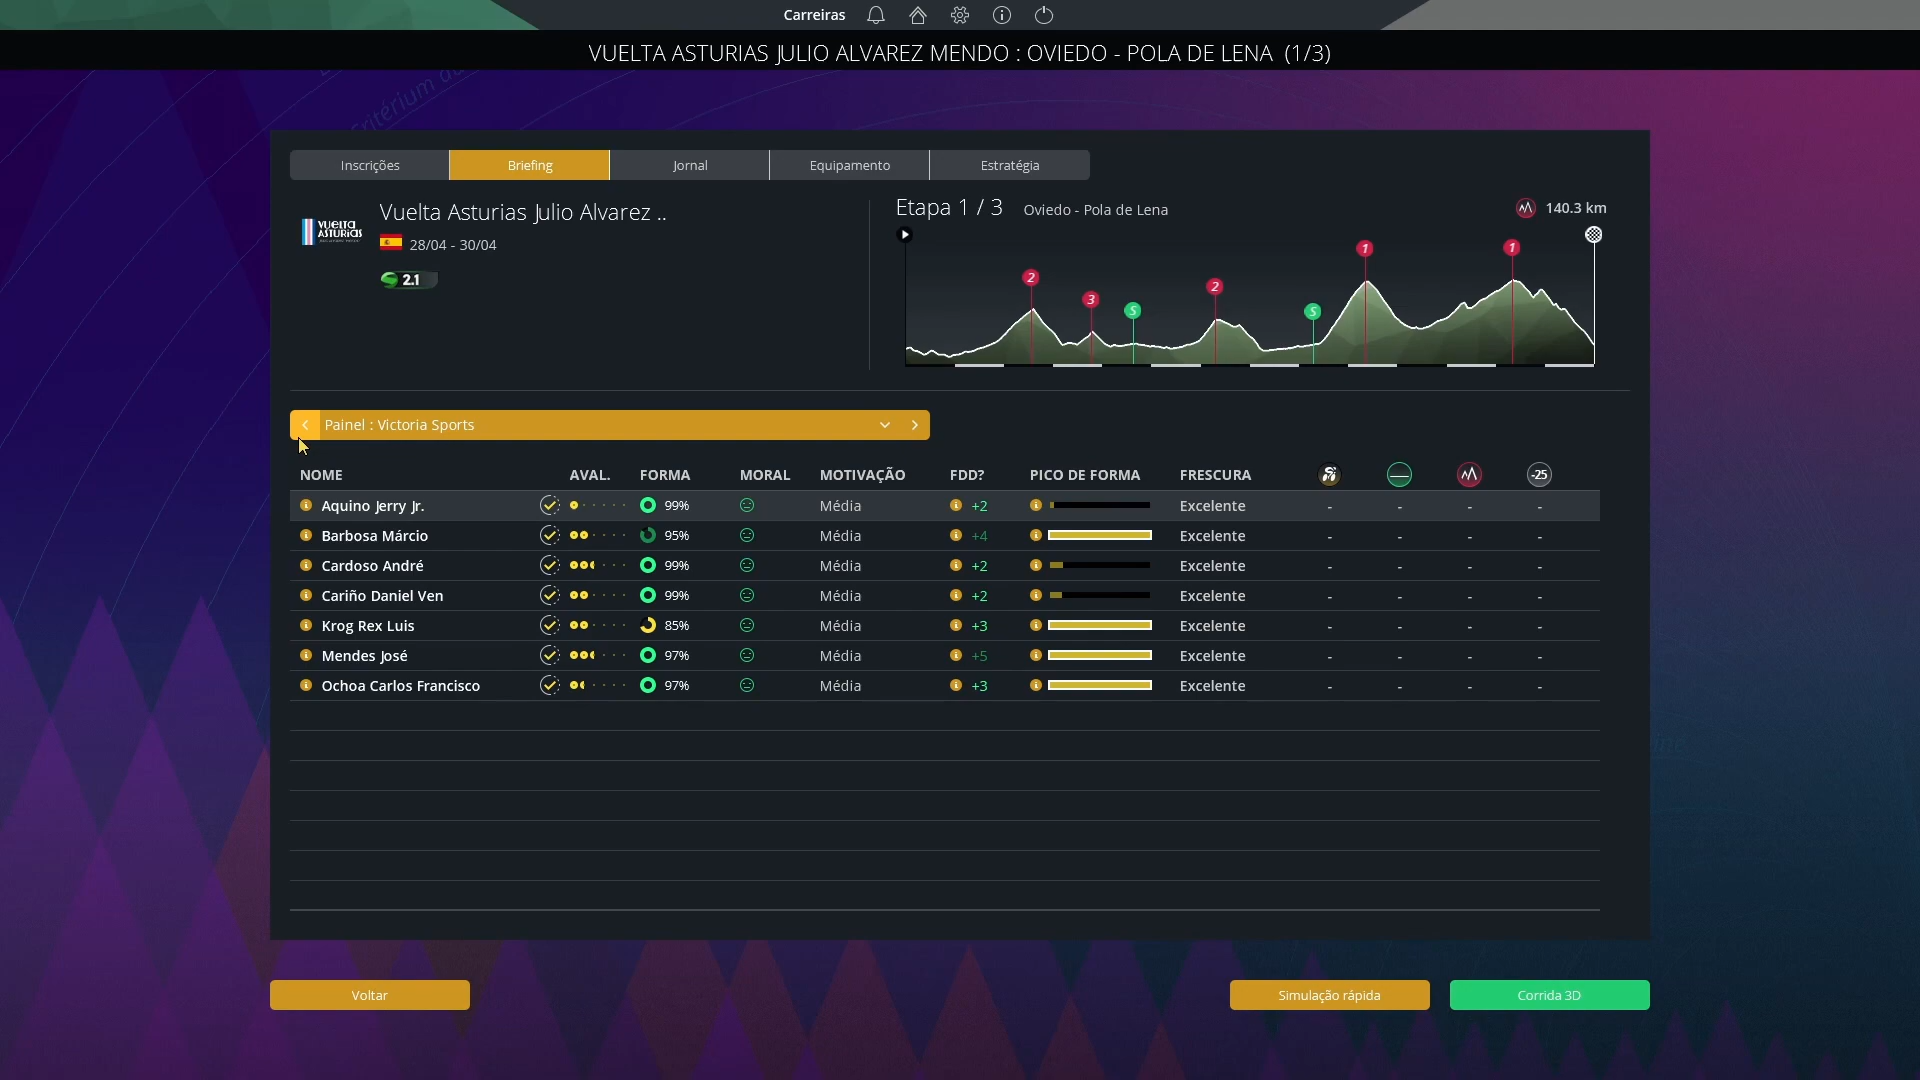 Carreiras
VUELTA ASTURIAS JULIO ALVAREZ MENDO : OVIEDO - POLA DE LENA (1/3)
Critérium du
Inscrições Briefing Jornal Equipamento Estratégia
VUELTA ASTURIAS
Vuelta Asturias Julio Alvarez ..
28/04 - 30/04
2.1
Etapa 1 / 3 Oviedo - Pola de Lena 140.3 km
2 3 S 2 S 1 1
Painel : Victoria Sports
NOME AVAL. FORMA MORAL MOTIVAÇÃO FDD? PICO DE FORMA FRESCURA -25
Aquino Jerry Jr. 99% Média +2 Excelente - - - -
Barbosa Márcio 95% Média +4 Excelente - - - -
Cardoso André 99% Média +2 Excelente - - - -
Cariño Daniel Ven 99% Média +2 Excelente - - - -
Krog Rex Luis 85% Média +3 Excelente - - - -
Mendes José 97% Média +5 Excelente - - - -
Ochoa Carlos Francisco 97% Média +3 Excelente - - - -
Voltar Simulação rápida Corrida 3D